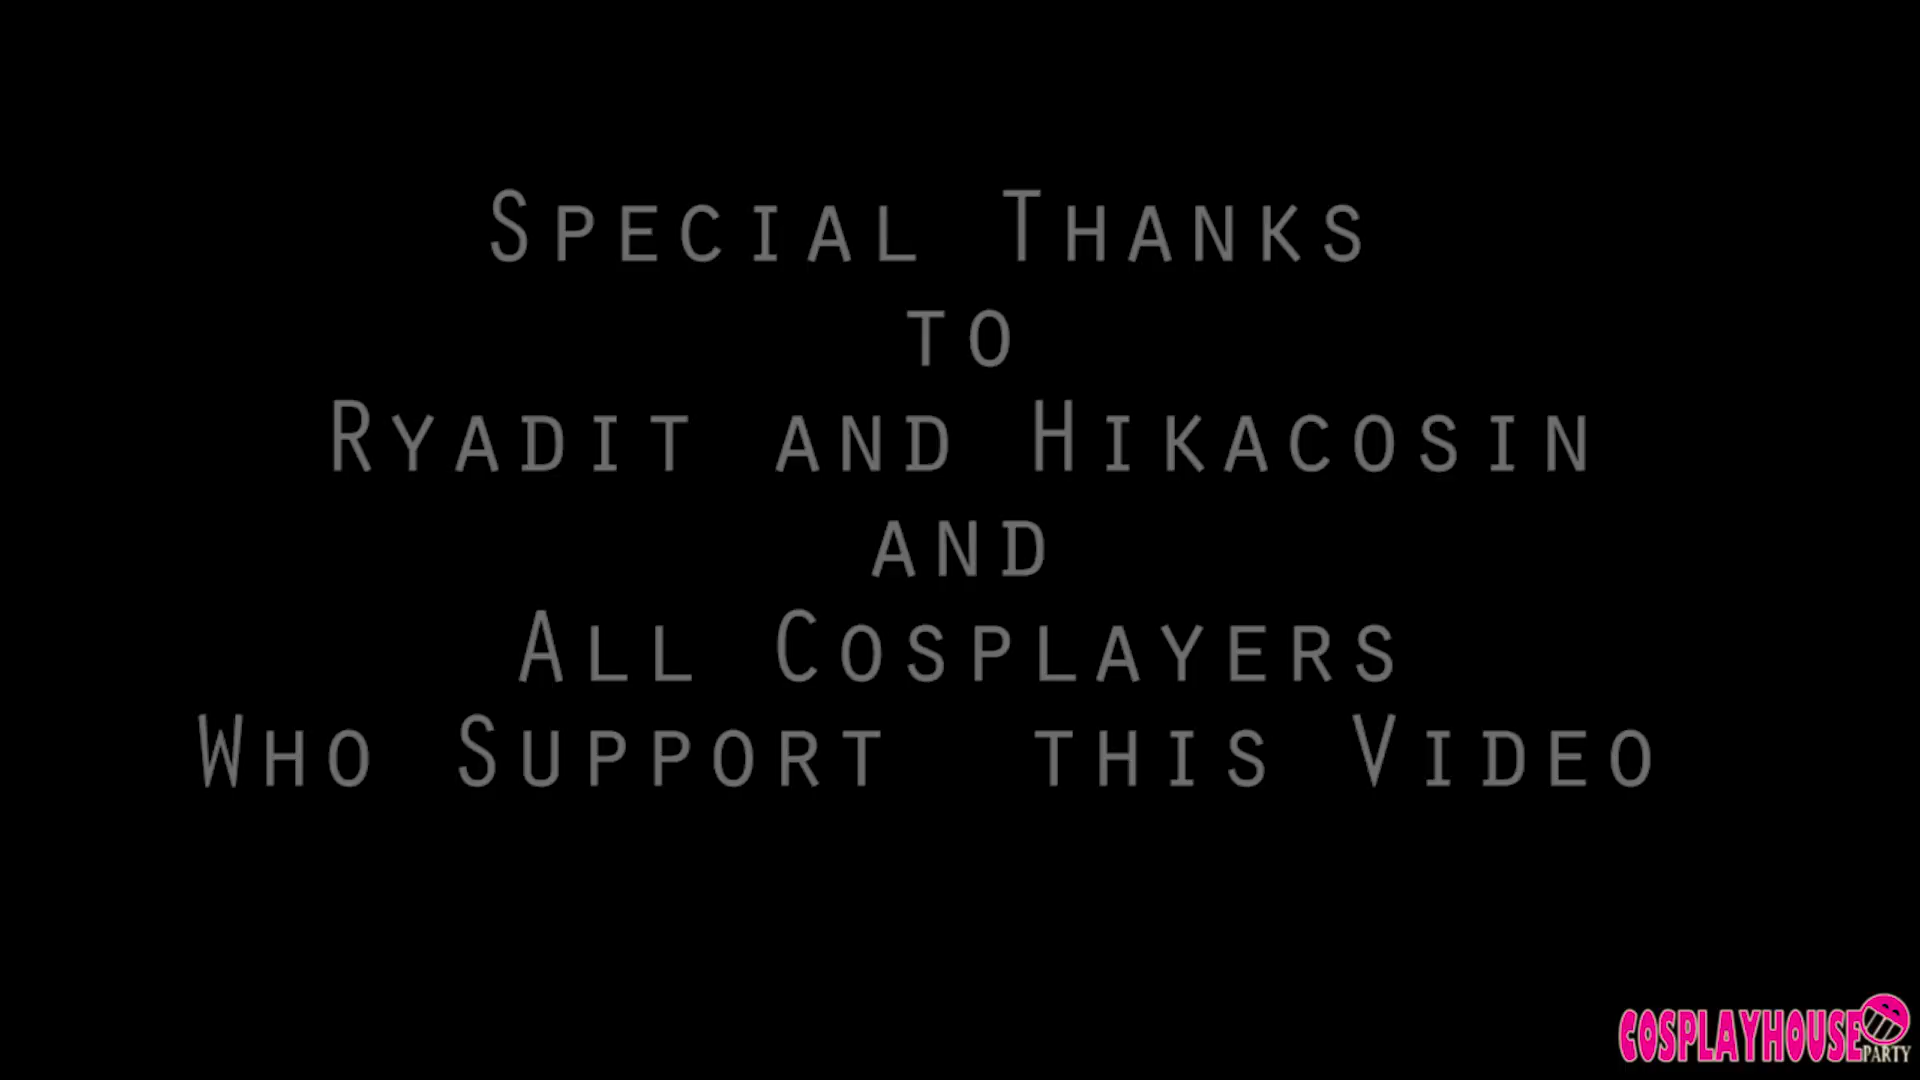 Special Thanks
to
Ryadit and Hikacosin
and
All Cosplayers
Who Support this Video
COSPLAYHOUSE
PARTY